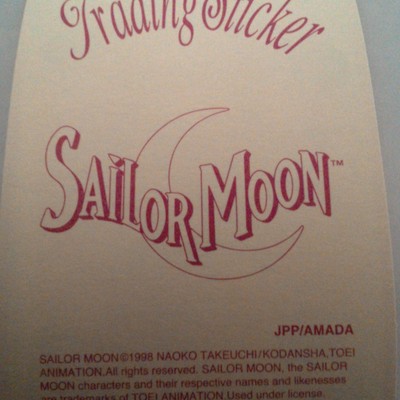 Trading Sticker
SAILOR MOON™
JPP/AMADA
SAILOR MOON©1998 NAOKO TAKEUCHI/KODANSHA,TOEI
ANIMATION.All rights reserved. SAILOR MOON, the SAILOR
MOON characters and their respective names and likenesses
are trademarks of TOEI ANIMATION.Used under license.